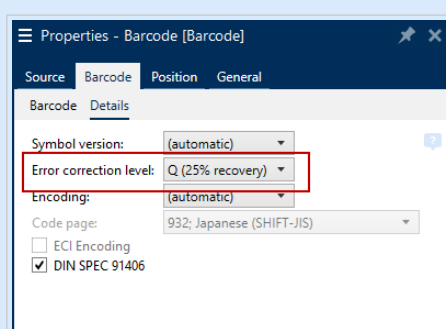 Properties - Barcode [Barcode]
Source Barcode Position General
Barcode Details
Symbol version: (automatic)
Error correction level: Q (25% recovery)
Encoding: (automatic)
Code page: 932; Japanese (SHIFT-JIS)
ECI Encoding
DIN SPEC 91406